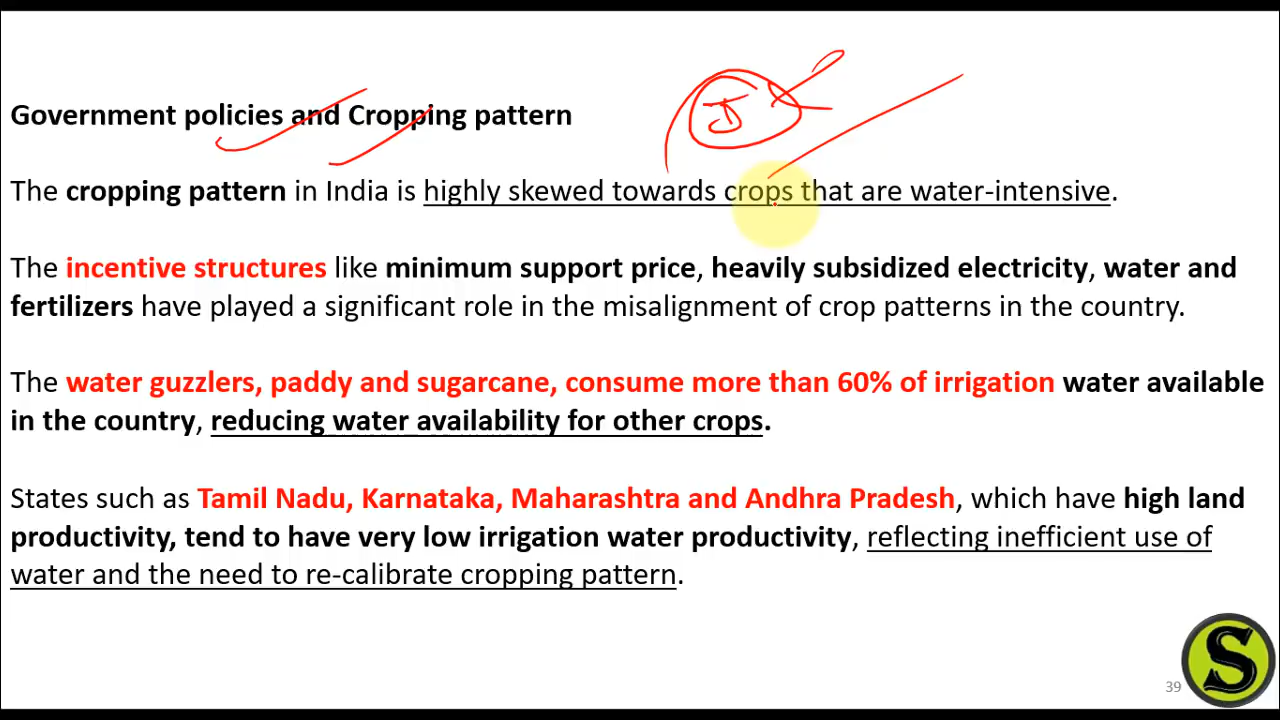 Government policies and Cropping pattern
J
The cropping pattern in India is highly skewed towards crops that are water-intensive.
The incentive structures like minimum support price, heavily subsidized electricity, water and
fertilizers have played a significant role in the misalignment of crop patterns in the country.
The water guzzlers, paddy and sugarcane, consume more than 60% of irrigation water available
in the country, reducing water availability for other crops.
States such as Tamil Nadu, Karnataka, Maharashtra and Andhra Pradesh, which have high land
productivity, tend to have very low irrigation water productivity, reflecting inefficient use of
water and the need to re-calibrate cropping pattern.
39
S